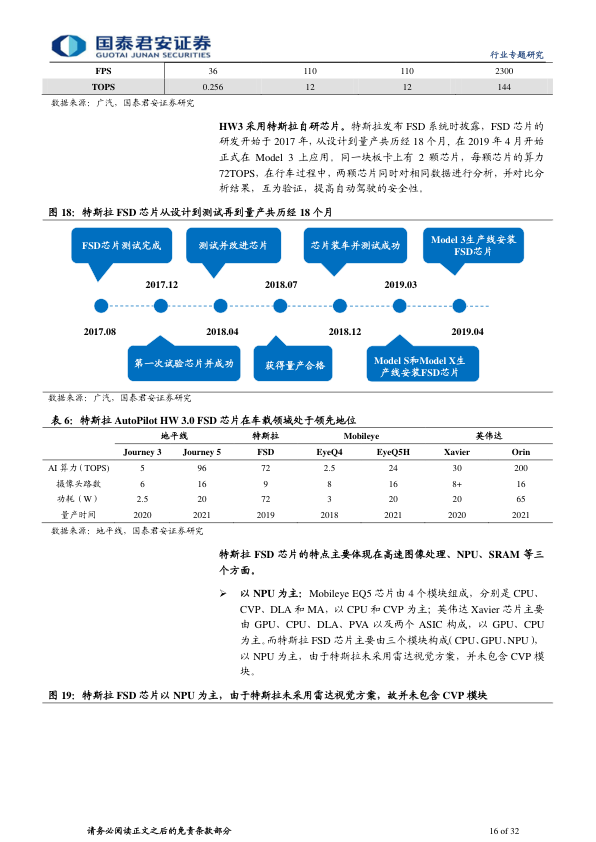 国泰君安证券
GUOTAI JUNAN SECURITIES
行业专题研究
FPS 36 110 110 2300
TOPS 0.256 12 12 144
数据来源：广汽，国泰君安证券研究
HW3 采用特斯拉自研芯片。特斯拉发布 FSD 系统时披露，FSD 芯片的
研发开始于 2017 年，从设计到量产共历经 18 个月，在 2019 年 4 月开始
正式在 Model 3 上应用。同一块板卡上有 2 颗芯片，每颗芯片的算力
72TOPS，在行车过程中，两颗芯片同时对相同数据进行分析，并对比分
析结果，互为验证，提高自动驾驶的安全性。
图 18：特斯拉 FSD 芯片从设计到测试再到量产共历经 18 个月
FSD芯片测试完成
测试并改进芯片
芯片装车并测试成功
Model 3生产线安装
FSD芯片
2017.12 2018.07 2019.03
2017.08 2018.04 2018.12 2019.04
第一次试验芯片并成功
获得量产合格
Model S和Model X生
产线安装FSD芯片
数据来源：广汽，国泰君安证券研究
表 6：特斯拉 AutoPilot HW 3.0 FSD 芯片在车载领域处于领先地位
地平线 特斯拉 Mobileye 英伟达
Journey 3 Journey 5 FSD EyeQ4 EyeQ5H Xavier Orin
AI 算力（TOPS) 5 96 72 2.5 24 30 200
摄像头路数 6 16 9 8 16 8+ 16
功耗（W） 2.5 20 72 3 20 20 65
量产时间 2020 2021 2019 2018 2021 2020 2021
数据来源：地平线、国泰君安证券研究
特斯拉 FSD 芯片的特点主要体现在高速图像处理、NPU、SRAM 等三
个方面。
➢ 以 NPU 为主：Mobileye EQ5 芯片由 4 个模块组成，分别是 CPU、
CVP、DLA 和 MA，以 CPU 和 CVP 为主；英伟达 Xavier 芯片主要
由 GPU、CPU、DLA、PVA 以及两个 ASIC 构成，以 GPU、CPU
为主。而特斯拉 FSD 芯片主要由三个模块构成（CPU、GPU、NPU），
以 NPU 为主，由于特斯拉未采用雷达视觉方案，并未包含 CVP 模
块。
图 19：特斯拉 FSD 芯片以 NPU 为主，由于特斯拉未采用雷达视觉方案，故并未包含 CVP 模块
请务必阅读正文之后的免责条款部分
16 of 32